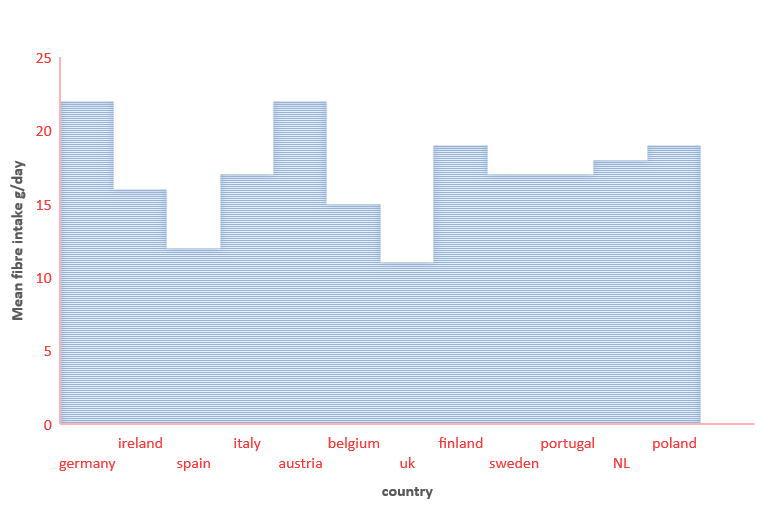 25
20
15
10
5
0
Mean fibre intake g/day
ireland italy belgium finland portugal poland
germany spain austria uk sweden NL
country